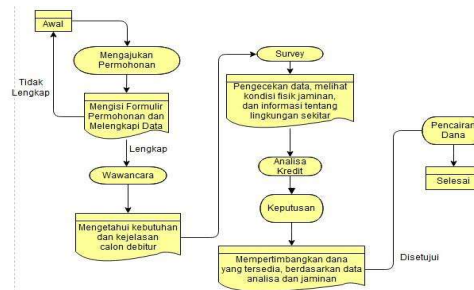 Awal
Mengajukan
Permohonan
Tidak
Lengkap
Mengisi Formulir
Permohonan dan
Melengkapi Data
Lengkap
Wawancara
Mengetahui kebutuhan
dan kejelasan
calon debitur
Survey
Pengecekan data, melihat
kondisi fisik jaminan,
dan informasi tentang
lingkungan sekitar
Analisa
Kredit
Keputusan
Mempertimbangkan dana
yang tersedia, berdasarkan data
analisa dan jaminan
Disetujui
Pencairan
Dana
Selesai